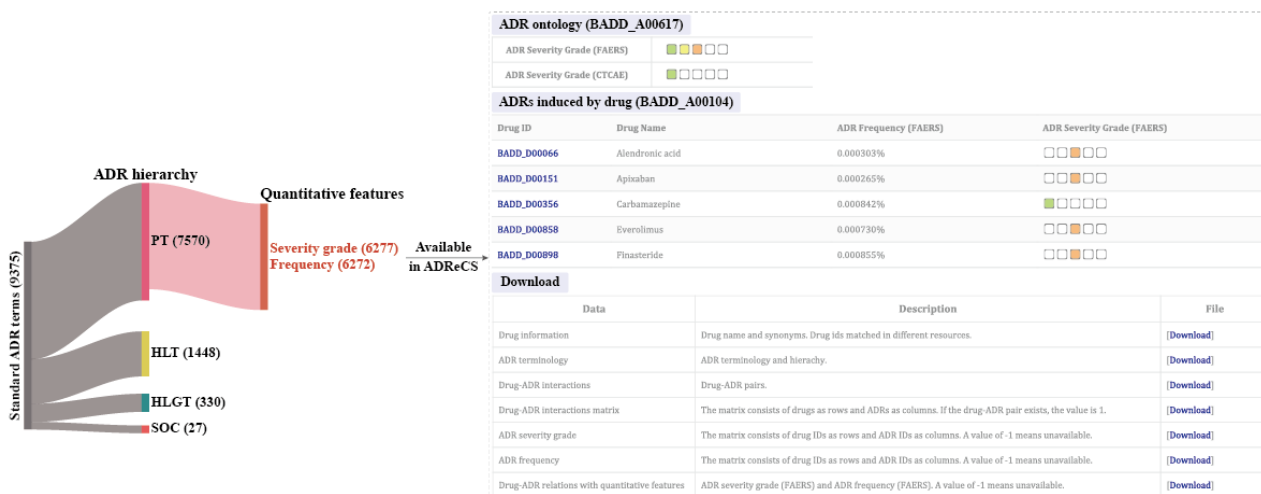 Standard ADR terms (9375)
ADR hierarchy
PT (7570)
HLT (1448)
HLGT (330)
SOC (27)
Quantitative features
Severity grade (6277)
Frequency (6272)
Available
in ADReCS
ADR ontology (BADD_A00617)
ADR Severity Grade (FAERS)
ADR Severity Grade (CTCAE)
ADRs induced by drug (BADD_A00104)
Drug ID Drug Name ADR Frequency (FAERS) ADR Severity Grade (FAERS)
BADD_D00066 Alendronic acid 0.000303%
BADD_D00151 Apixaban 0.000265%
BADD_D00356 Carbamazepine 0.000842%
BADD_D00858 Everolimus 0.000730%
BADD_D00898 Finasteride 0.000855%
Download
Data Description File
Drug information Drug name and synonyms. Drug ids matched in different resources. [Download]
ADR terminology ADR terminology and hierachy. [Download]
Drug-ADR interactions Drug-ADR pairs. [Download]
Drug-ADR interactions matrix The matrix consists of drugs as rows and ADRs as columns. If the drug-ADR pair exists, the value is 1. [Download]
ADR severity grade The matrix consists of drug IDs as rows and ADR IDs as columns. A value of -1 means unavailable. [Download]
ADR frequency The matrix consists of drug IDs as rows and ADR IDs as columns. A value of -1 means unavailable. [Download]
Drug-ADR relations with quantitative features ADR severity grade (FAERS) and ADR frequency (FAERS). A value of -1 means unavailable. [Download]